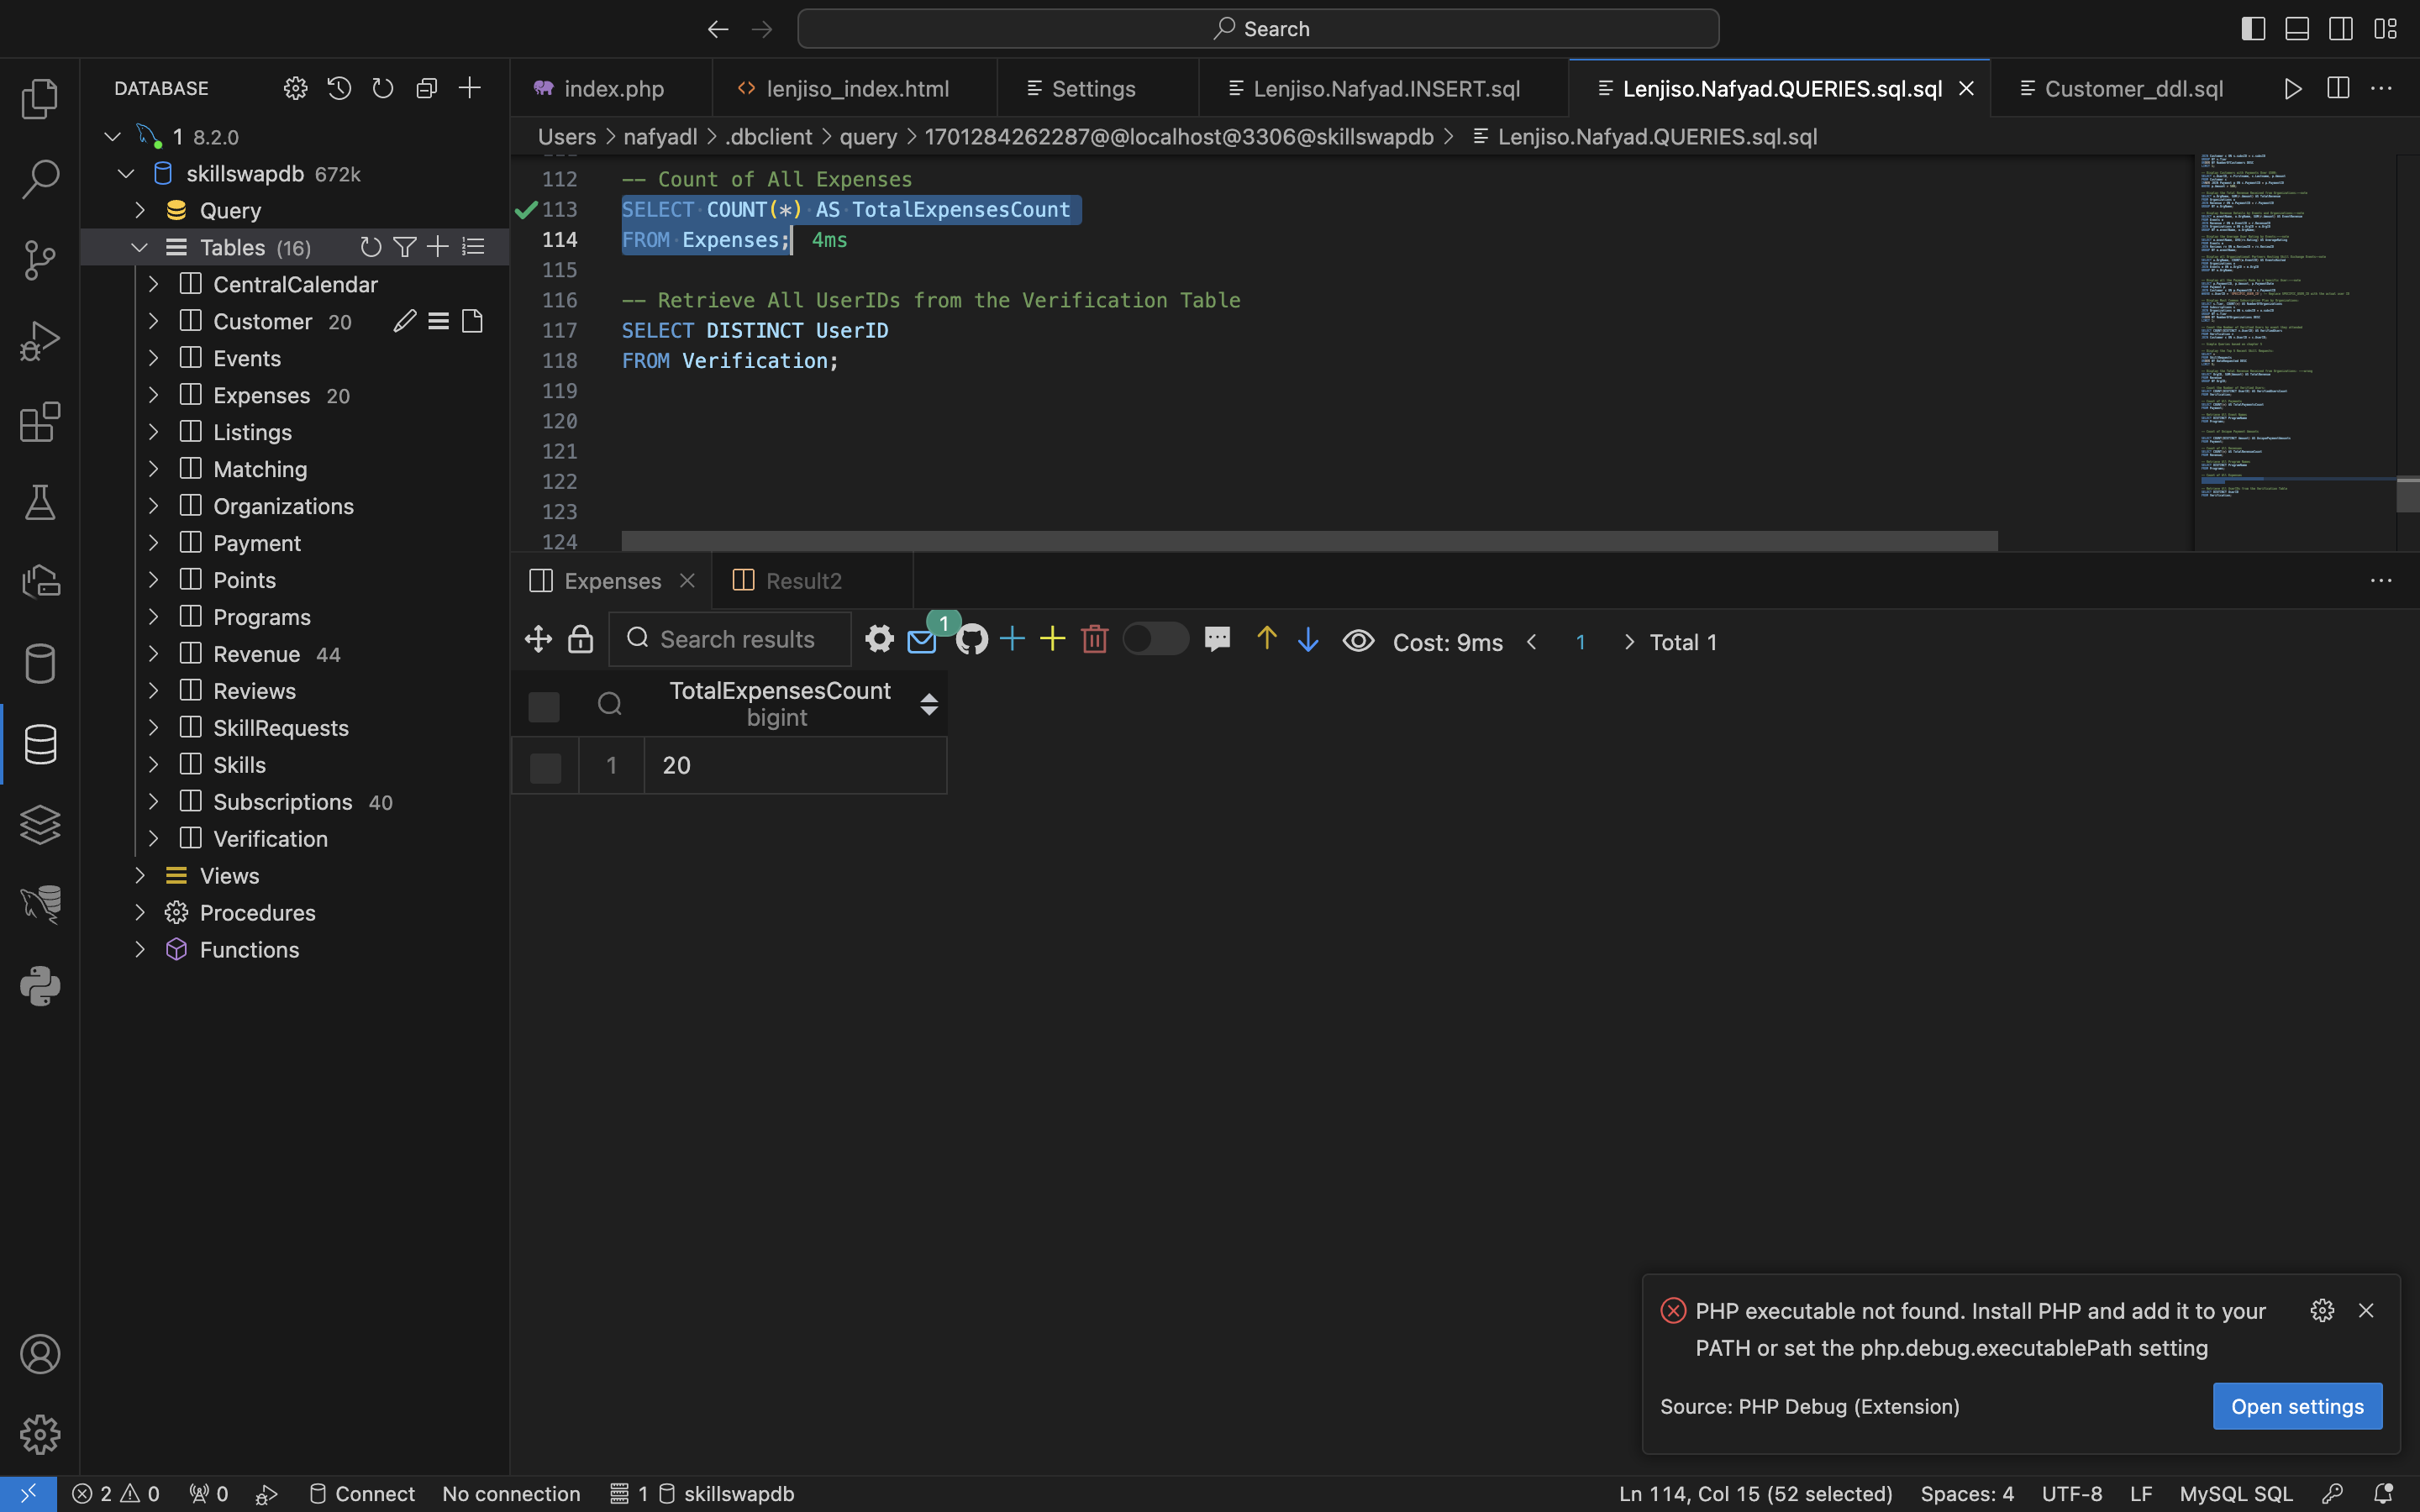 Search
DATABASE
index.php
lenjiso_index.html
Settings
Lenjiso.Nafyad.INSERT.sql
Lenjiso.Nafyad.QUERIES.sql.sql
Customer_ddl.sql
Users > nafyadl > .dbclient > query > 1701284262287@@localhost@3306@skillswapdb > Lenjiso.Nafyad.QUERIES.sql.sql
1 8.2.0
skillswapdb 672k
Query
Tables (16)
CentralCalendar
Customer 20
Events
Expenses 20
Listings
Matching
Organizations
Payment
Points
Programs
Revenue 44
Reviews
SkillRequests
Skills
Subscriptions 40
Verification
Views
Procedures
Functions
112 -- Count of All Expenses
113 SELECT COUNT(*) AS TotalExpensesCount
114 FROM Expenses; 4ms
115
116 -- Retrieve All UserIDs from the Verification Table
117 SELECT DISTINCT UserID
118 FROM Verification;
119
120
121
122
123
124
Expenses
Result2
Search results
1
Cost: 9ms < 1 > Total 1
TotalExpensesCount
bigint
1 20
PHP executable not found. Install PHP and add it to your
PATH or set the php.debug.executablePath setting
Source: PHP Debug (Extension)
Open settings
2 0 0 Connect No connection 1 skillswapdb
Ln 114, Col 15 (52 selected) Spaces: 4 UTF-8 LF MySQL SQL